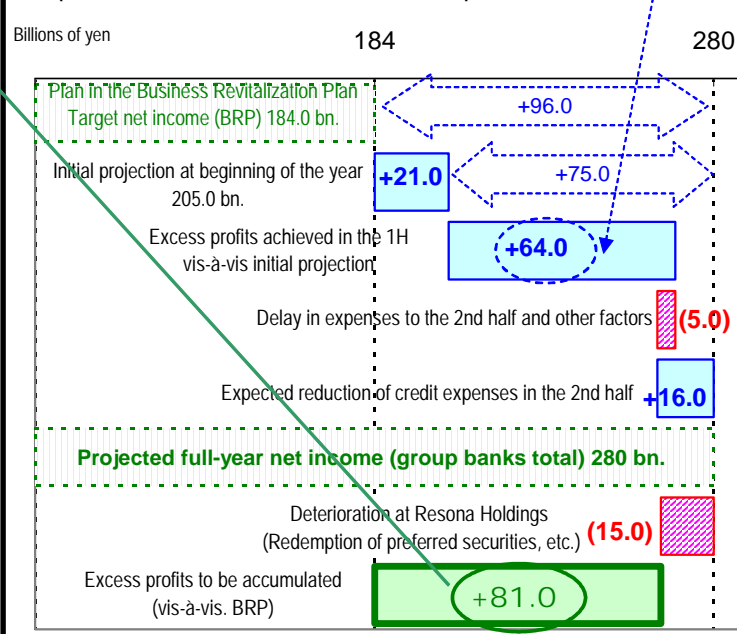 Billions of yen
184
280
Plan in the Business Revitalization Plan
Target net income (BRP) 184.0 bn.
+96.0
Initial projection at beginning of the year
205.0 bn.
+21.0
+75.0
Excess profits achieved in the 1H
vis-à-vis initial projection
+64.0
Delay in expenses to the 2nd half and other factors
(5.0)
Expected reduction of credit expenses in the 2nd half
+16.0
Projected full-year net income (group banks total) 280 bn.
Deterioration at Resona Holdings
(Redemption of preferred securities, etc.)
(15.0)
Excess profits to be accumulated
(vis-à-vis. BRP)
+81.0